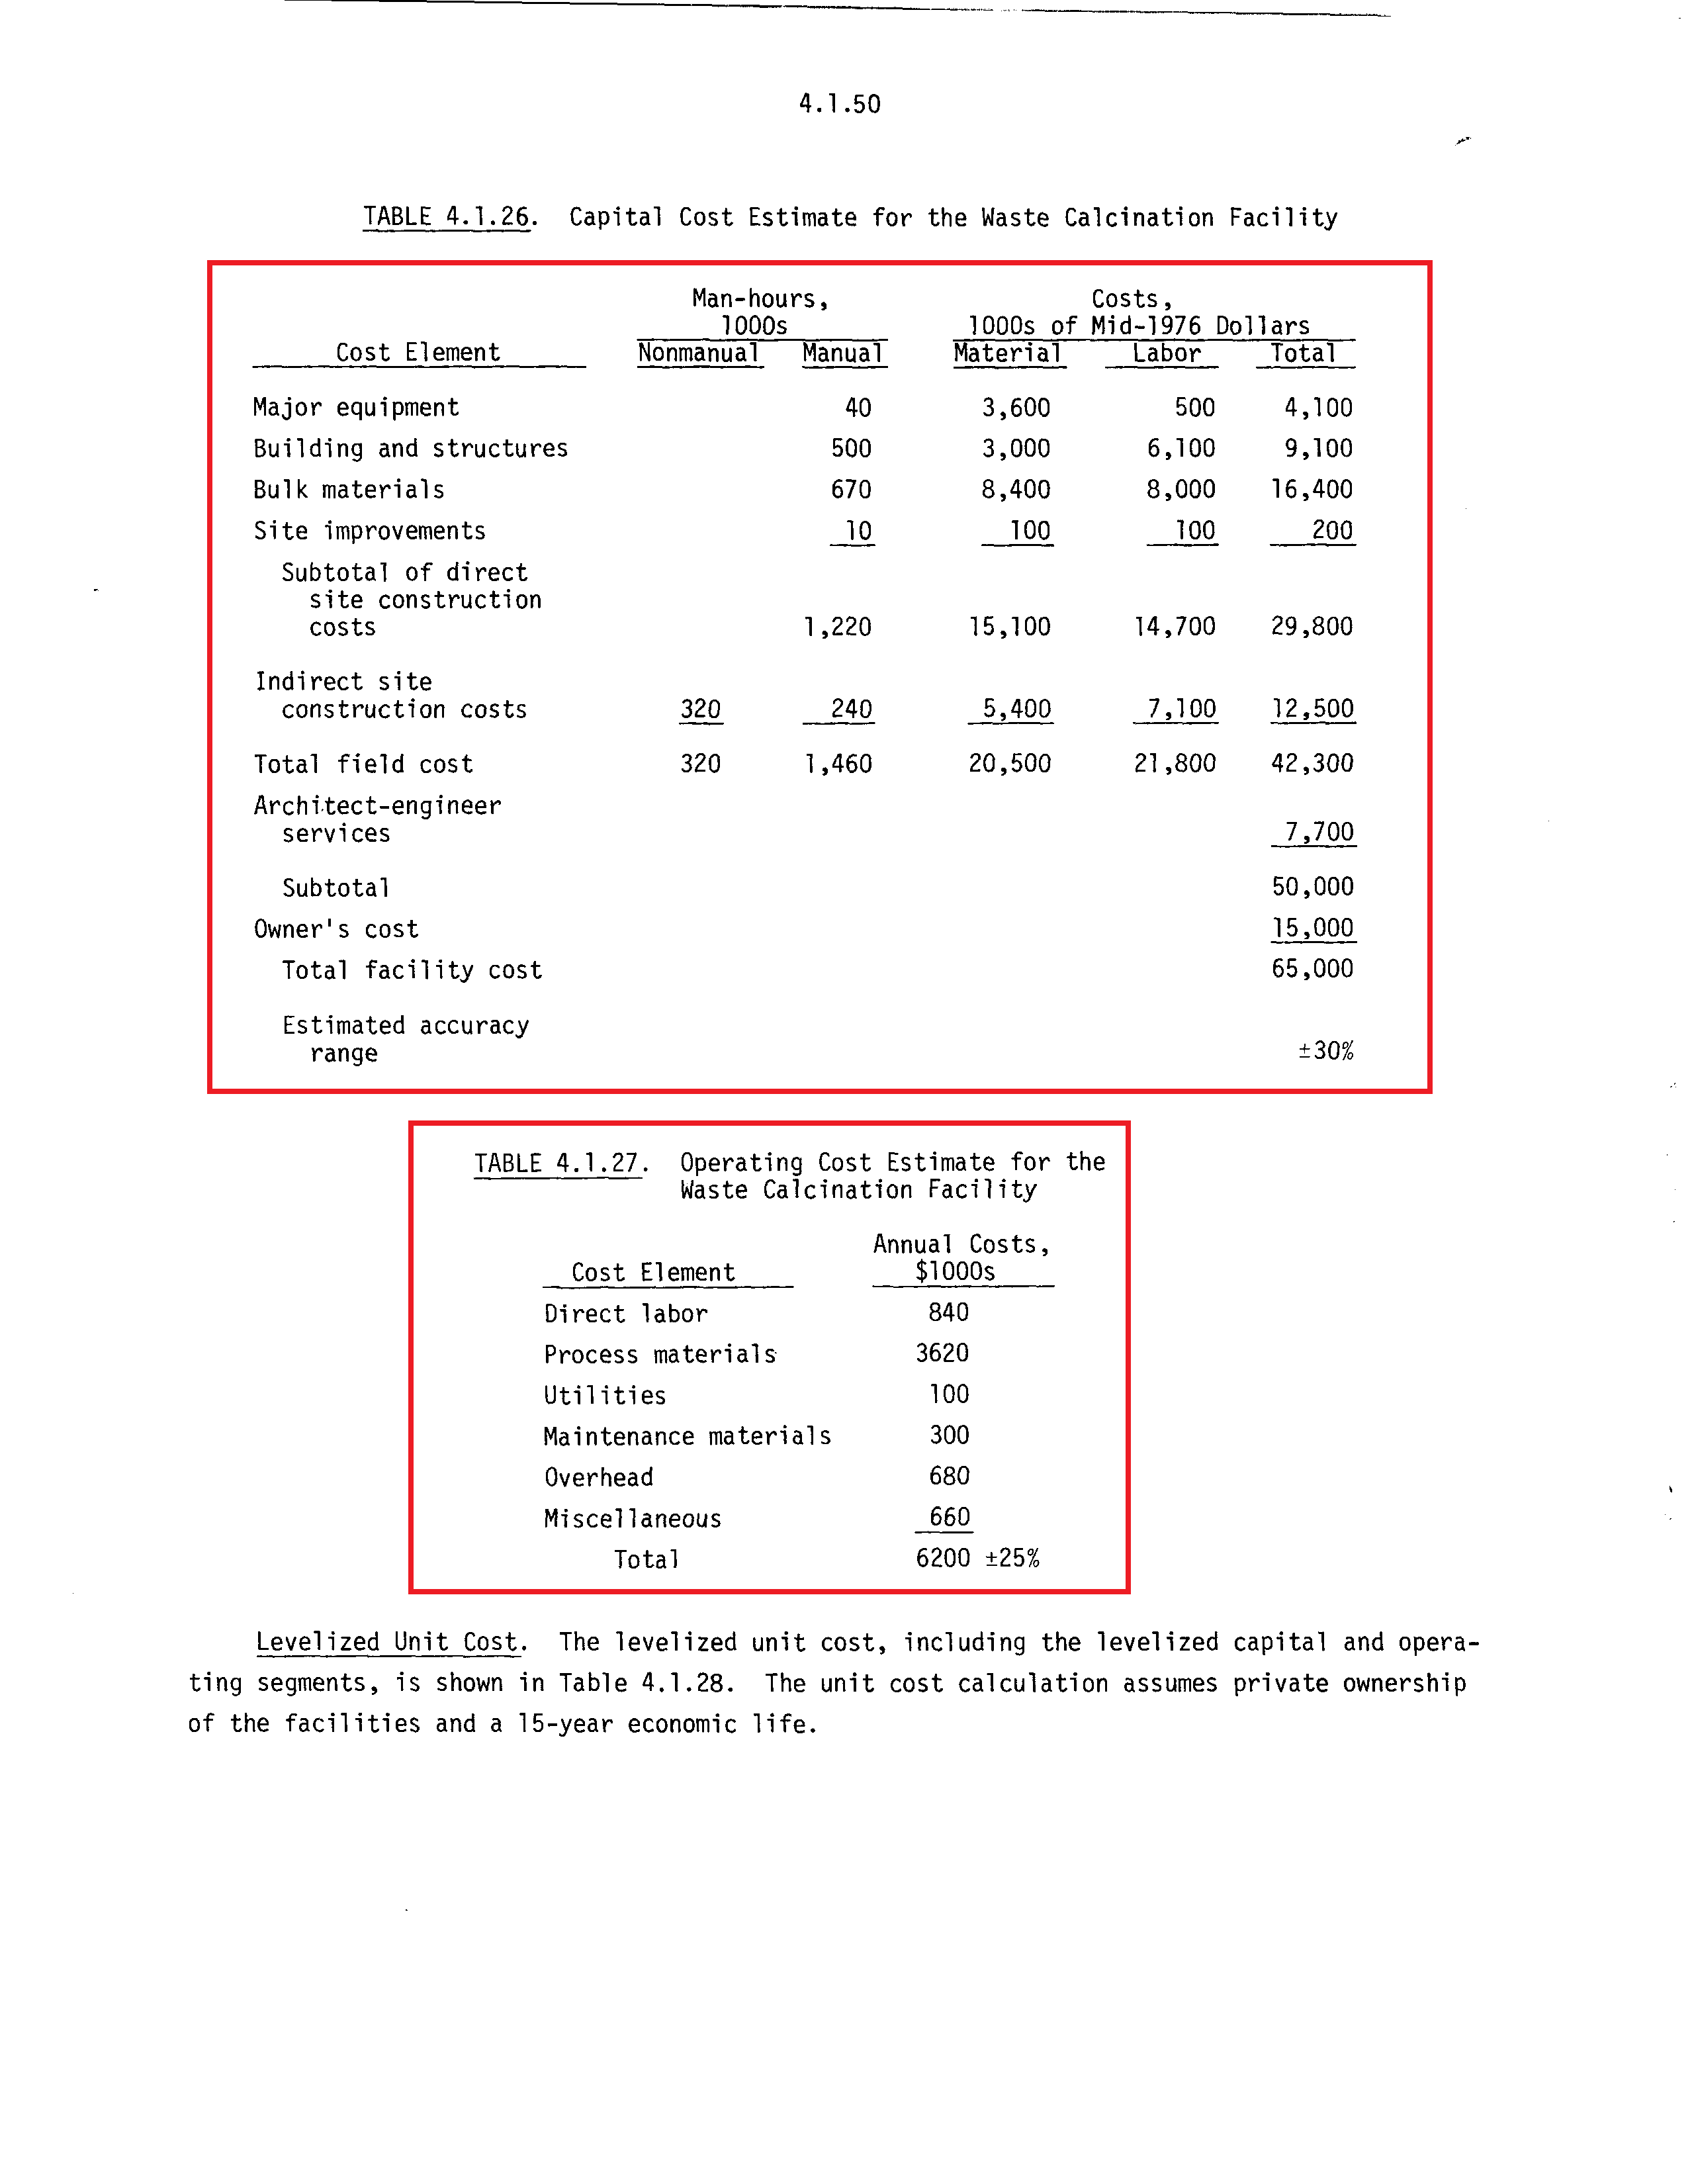 4.1.50
TABLE 4.1.26. Capital Cost Estimate for the Waste Calcination Facility
Man-hours, Costs,
1000s 1000s of Mid-1976 Dollars
Cost Element Nonmanual Manual Material Labor Total
Major equipment 40 3,600 500 4,100
Building and structures 500 3,000 6,100 9,100
Bulk materials 670 8,400 8,000 16,400
Site improvements 10 100 100 200
Subtotal of direct
site construction
costs 1,220 15,100 14,700 29,800
Indirect site
construction costs 320 240 5,400 7,100 12,500
Total field cost 320 1,460 20,500 21,800 42,300
Architect-engineer
services 7,700
Subtotal 50,000
Owner's cost 15,000
Total facility cost 65,000
Estimated accuracy
range ±30%
TABLE 4.1.27. Operating Cost Estimate for the
Waste Calcination Facility
Annual Costs,
Cost Element $1000s
Direct labor 840
Process materials 3620
Utilities 100
Maintenance materials 300
Overhead 680
Miscellaneous 660
Total 6200 ±25%
Levelized Unit Cost. The levelized unit cost, including the levelized capital and opera-
ting segments, is shown in Table 4.1.28. The unit cost calculation assumes private ownership
of the facilities and a 15-year economic life.